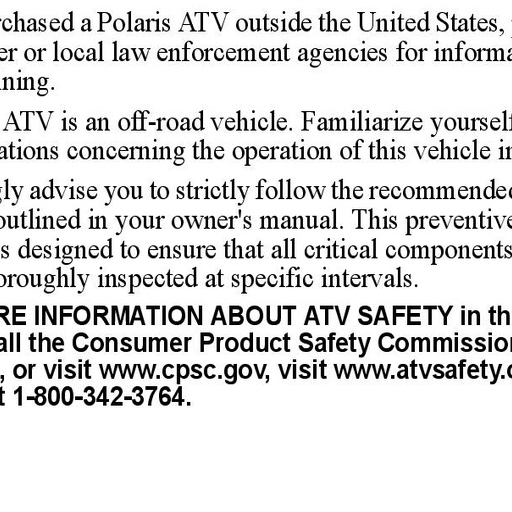 rchased a Polaris ATV outside the United States,
er or local law enforcement agencies for informa
ning.
ATV is an off-road vehicle. Familiarize yourself
ations concerning the operation of this vehicle i
gly advise you to strictly follow the recommended
outlined in your owner's manual. This preventive
s designed to ensure that all critical components
oroughly inspected at specific intervals.
RE INFORMATION ABOUT ATV SAFETY in th
all the Consumer Product Safety Commission
, or visit www.cpsc.gov, visit www.atvsafety.
t 1-800-342-3764.